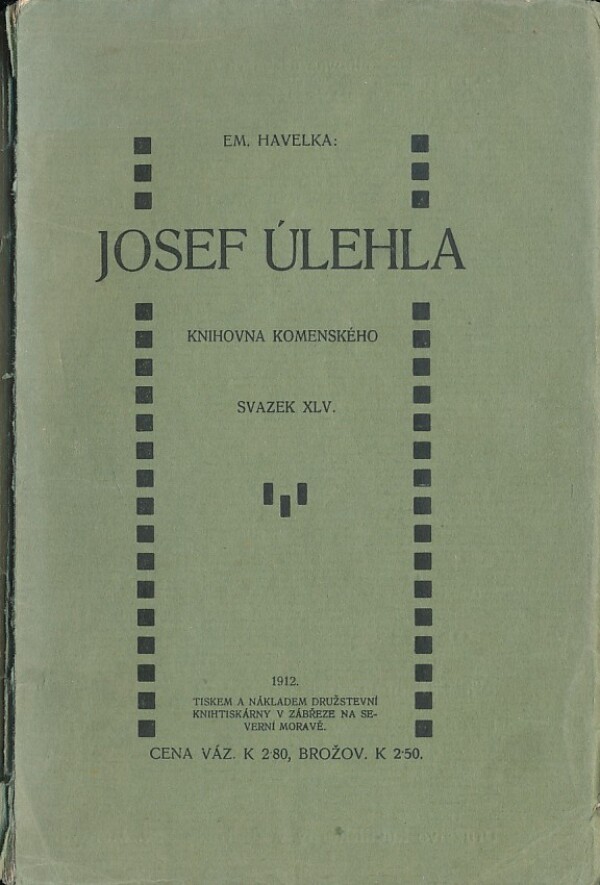 EM. HAVELKA:
JOSEF ÚLEHLA
KNIHOVNA KOMENSKÉHO
SVAZEK XLV.
1912.
TISKEM A NÁKLADEM DRUŽSTEVNÍ
KNIHTISKÁRNY V ZÁBŘEZE NA SE-
VERNÍ MORAVĚ.
CENA VÁZ. K 2·80, BROŽOV. K 2·50.